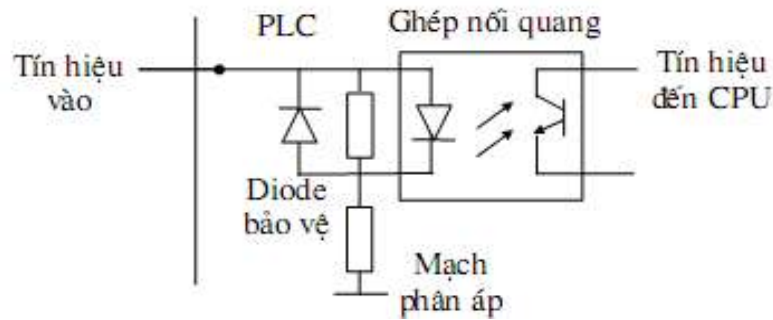 PLC
Ghép nối quang
Tín hiệu
vào
Tín hiệu
đến CPU
Diode
bảo vệ
Mạch
phân áp